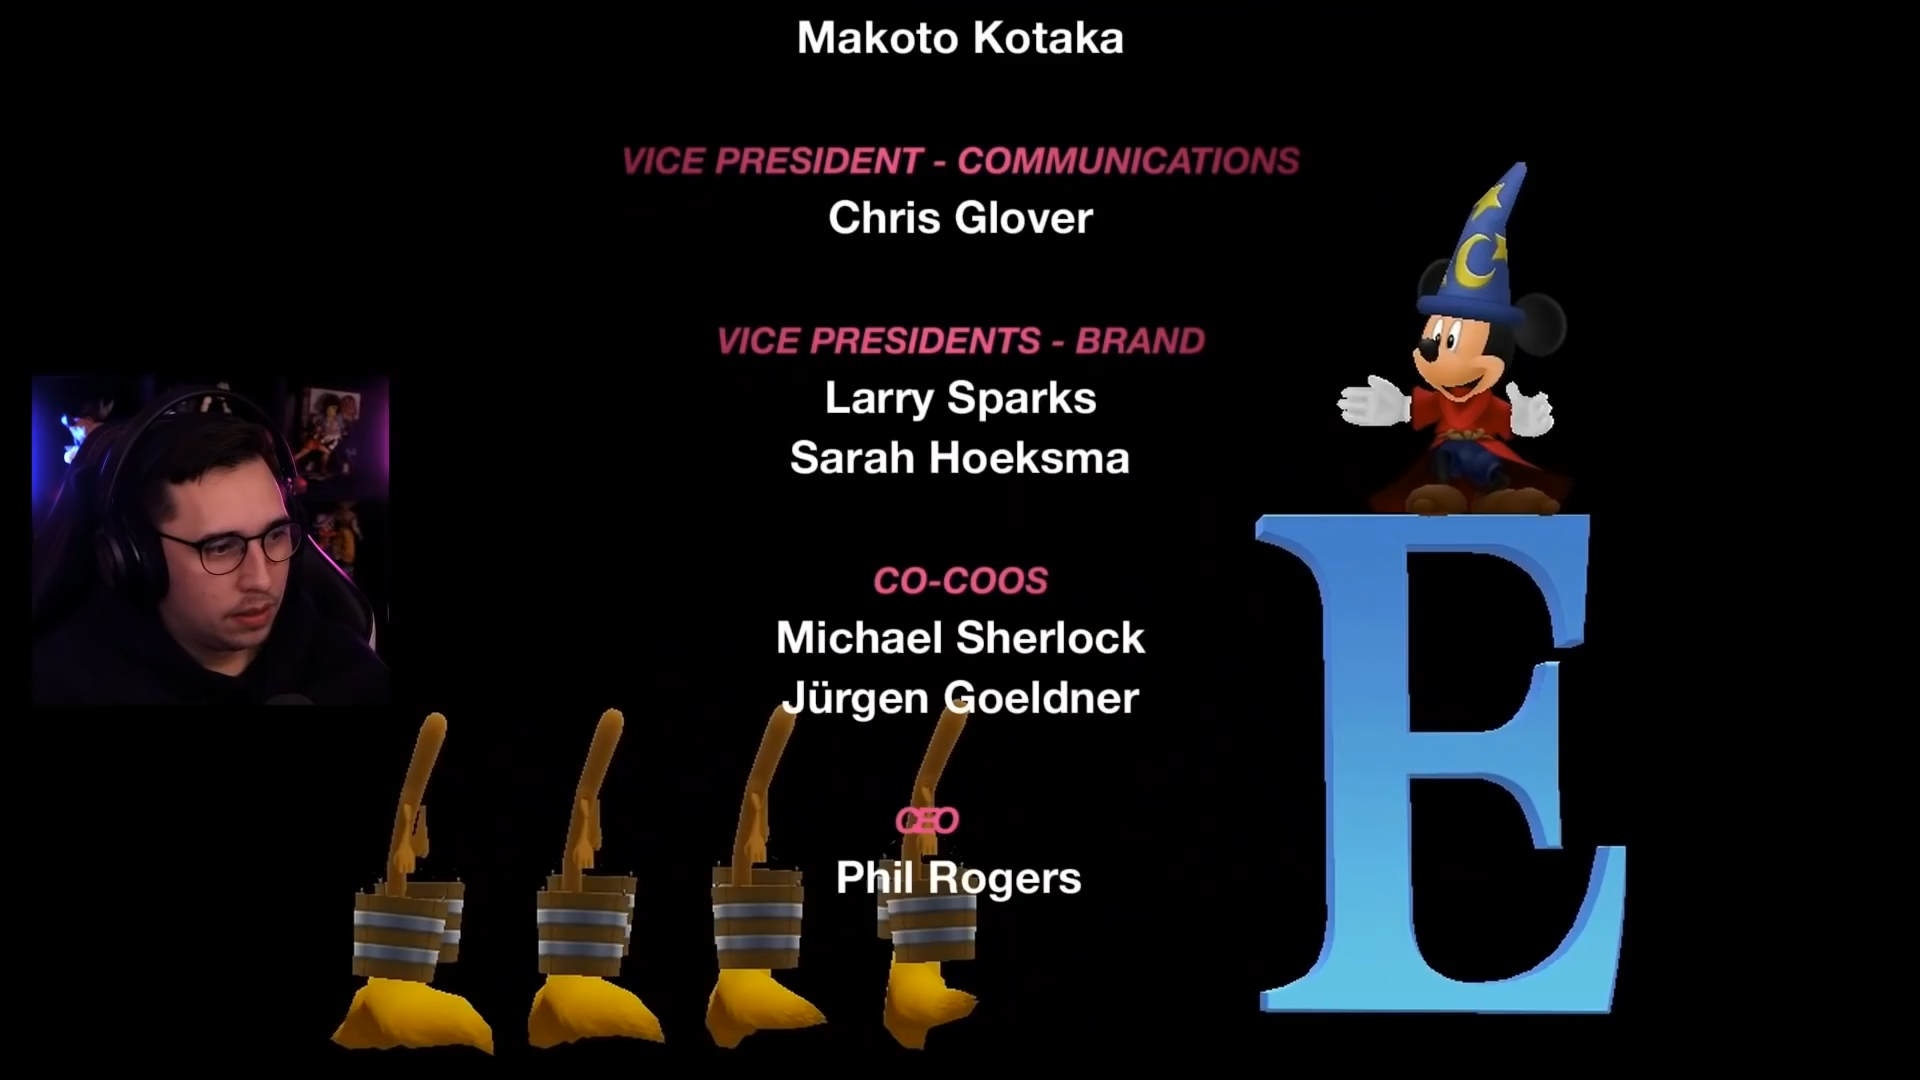 Makoto Kotaka
VICE PRESIDENT - COMMUNICATIONS
Chris Glover
VICE PRESIDENTS - BRAND
Larry Sparks
Sarah Hoeksma
CO-COOS
Michael Sherlock
Jürgen Goeldner
CEO
Phil Rogers
E